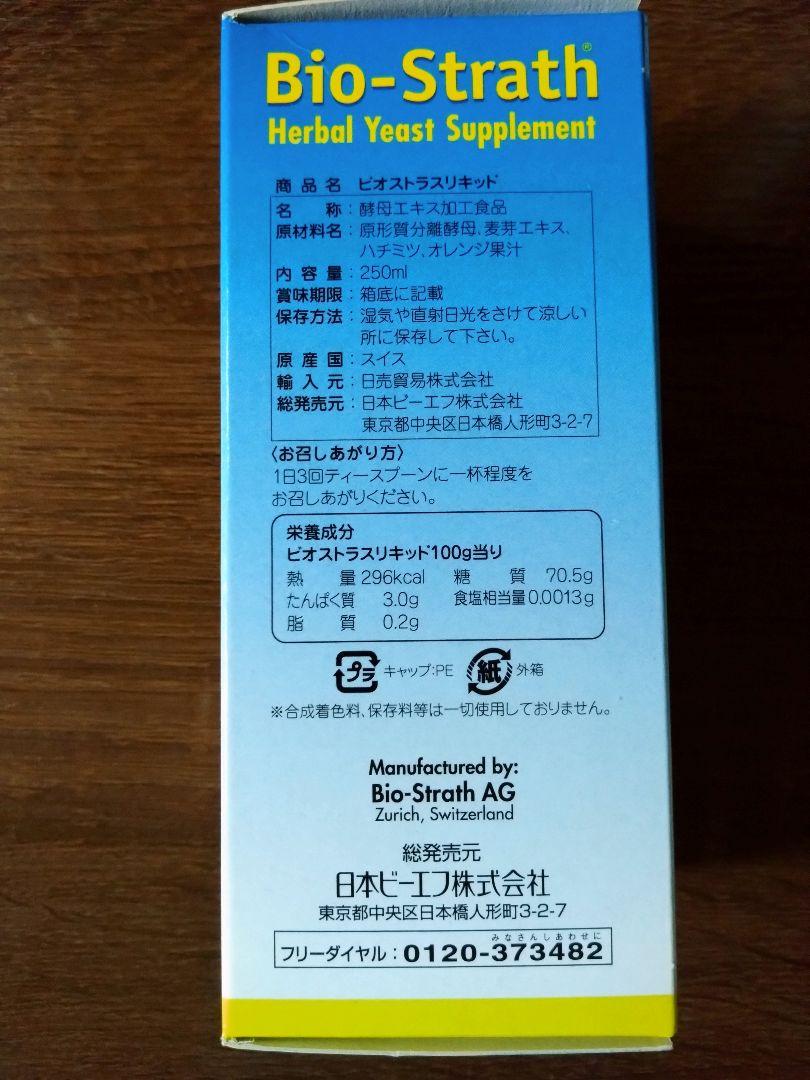 Bio-Strath®
Herbal Yeast Supplement
商品名 ビオストラスリキッド
名称:酵母エキス加工食品
原材料名:原形質分離酵母、麦芽エキス、
ハチミツ、オレンジ果汁
内容量:250ml
賞味期限:箱底に記載
保存方法:湿気や直射日光をさけて涼しい
所に保存して下さい。
原産国:スイス
輸入元:日売貿易株式会社
総発売元:日本ビーエフ株式会社
東京都中央区日本橋人形町3-2-7
〈お召しあがり方〉
1日3回ティースプーンに一杯程度を
お召しあがりください。
栄養成分
ビオストラスリキッド100g当り
熱量 296kcal 糖質 70.5g
たんぱく質 3.0g 食塩相当量 0.0013g
脂質 0.2g
プラ キャップ:PE 紙 外箱
※合成着色料、保存料等は一切使用しておりません。
Manufactured by:
Bio-Strath AG
Zurich, Switzerland
総発売元
日本ビーエフ株式会社
東京都中央区日本橋人形町3-2-7
みなさんしあわせに
フリーダイヤル:0120-373482